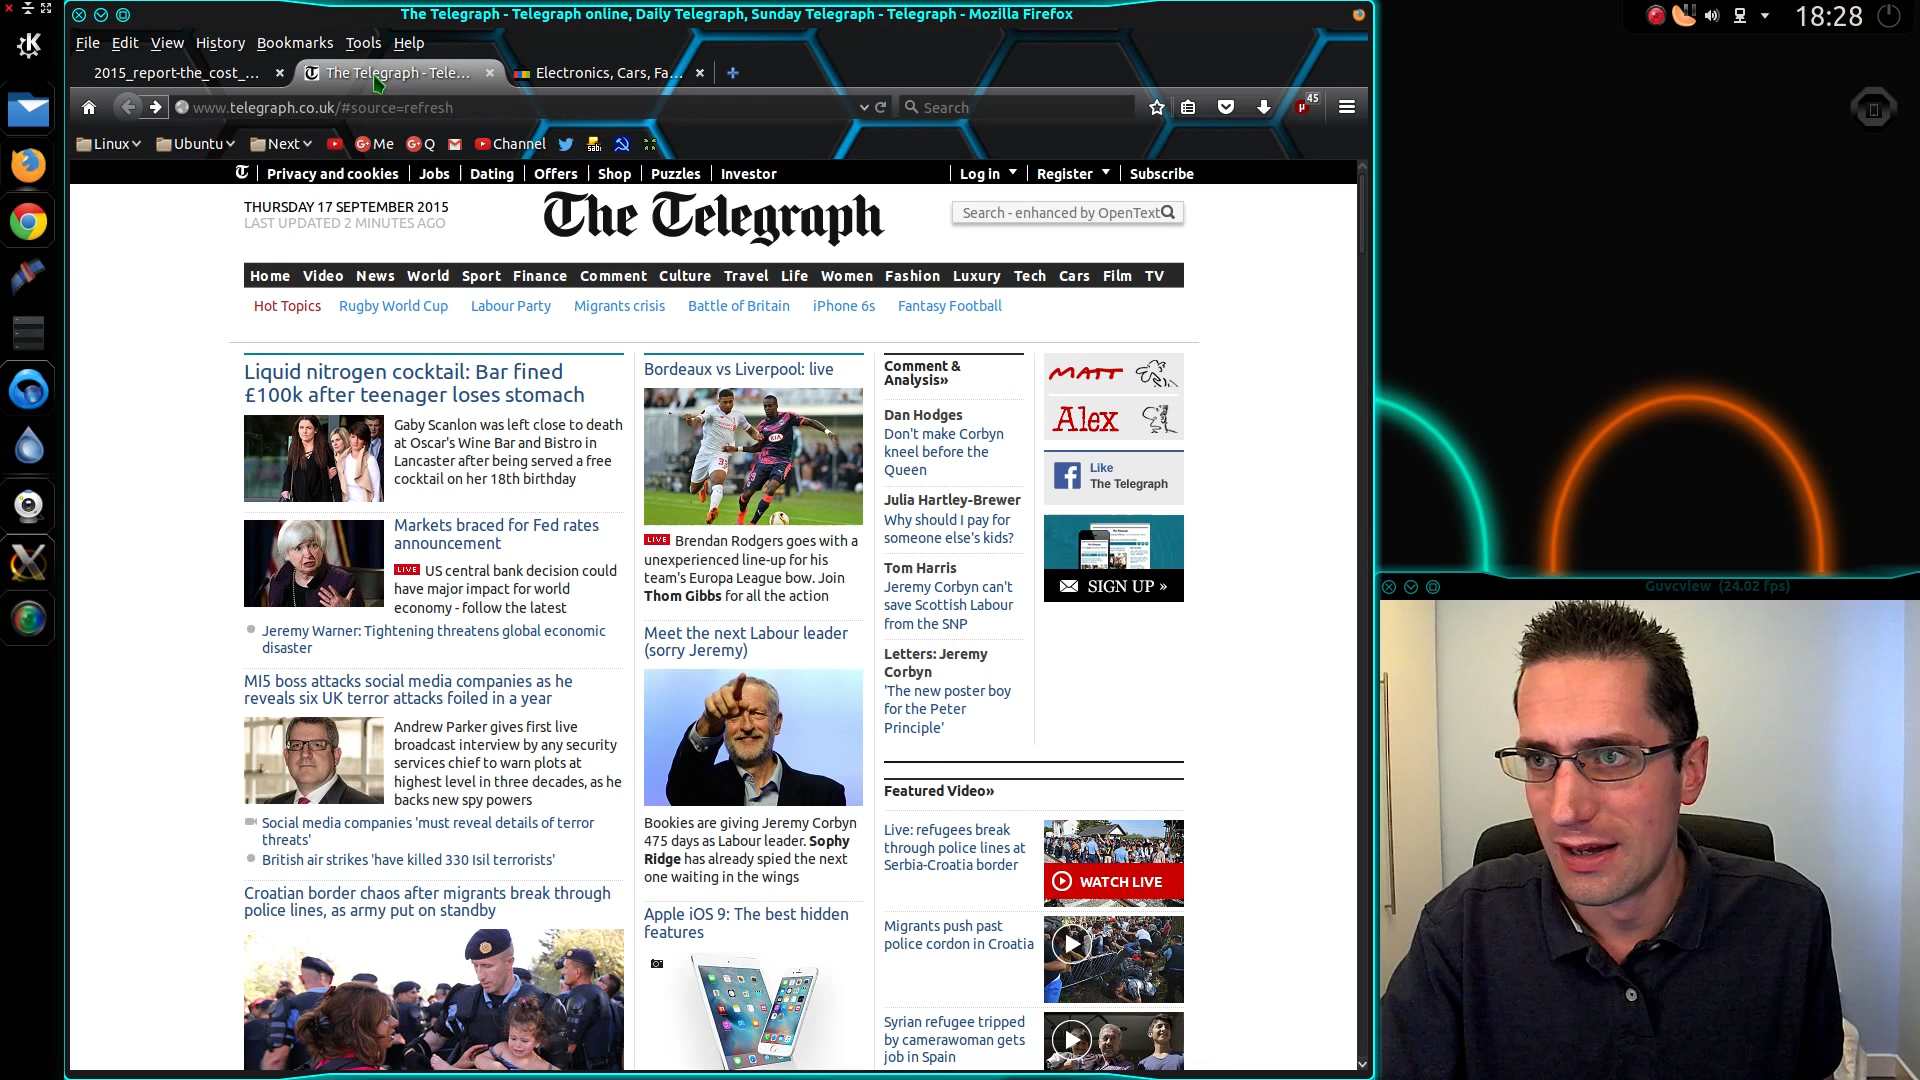 The Telegraph - Telegraph online, Daily Telegraph, Sunday Telegraph - Telegraph - Mozilla Firefox
18:28
File Edit View History Bookmarks Tools Help
2015_report-the_cost_...
The Telegraph - Tele...
Electronics, Cars, Fa...
www.telegraph.co.uk/#source=refresh
Search
45
Linux Ubuntu Next Me Q Channel
Privacy and cookies Jobs Dating Offers Shop Puzzles Investor
Log in Register Subscribe
THURSDAY 17 SEPTEMBER 2015
LAST UPDATED 2 MINUTES AGO
The Telegraph
Search - enhanced by OpenText
Home Video News World Sport Finance Comment Culture Travel Life Women Fashion Luxury Tech Cars Film TV
Hot Topics Rugby World Cup Labour Party Migrants crisis Battle of Britain iPhone 6s Fantasy Football
Liquid nitrogen cocktail: Bar fined
£100k after teenager loses stomach
Gaby Scanlon was left close to death
at Oscar's Wine Bar and Bistro in
Lancaster after being served a free
cocktail on her 18th birthday
Markets braced for Fed rates
announcement
LIVE US central bank decision could
have major impact for world
economy - follow the latest
Jeremy Warner: Tightening threatens global economic
disaster
MI5 boss attacks social media companies as he
reveals six UK terror attacks foiled in a year
Andrew Parker gives first live
broadcast interview by any security
services chief to warn plots at
highest level in three decades, as he
backs new spy powers
Social media companies 'must reveal details of terror
threats'
British air strikes 'have killed 330 Isil terrorists'
Croatian border chaos after migrants break through
police lines, as army put on standby
Bordeaux vs Liverpool: live
KIA
LIVE Brendan Rodgers goes with a
unexperienced line-up for his
team's Europa League bow. Join
Thom Gibbs for all the action
Meet the next Labour leader
(sorry Jeremy)
Bookies are giving Jeremy Corbyn
475 days as Labour leader. Sophy
Ridge has already spied the next
one waiting in the wings
Apple iOS 9: The best hidden
features
Comment &
Analysis»
Dan Hodges
Don't make Corbyn
kneel before the
Queen
Julia Hartley-Brewer
Why should I pay for
someone else's kids?
Tom Harris
Jeremy Corbyn can't
save Scottish Labour
from the SNP
Letters: Jeremy
Corbyn
'The new poster boy
for the Peter
Principle'
MATT
Alex
Like
The Telegraph
SIGN UP »
Featured Video»
Live: refugees break
through police lines at
Serbia-Croatia border
WATCH LIVE
Migrants push past
police cordon in Croatia
Syrian refugee tripped
by camerawoman gets
job in Spain
Guvcview (24.02 fps)